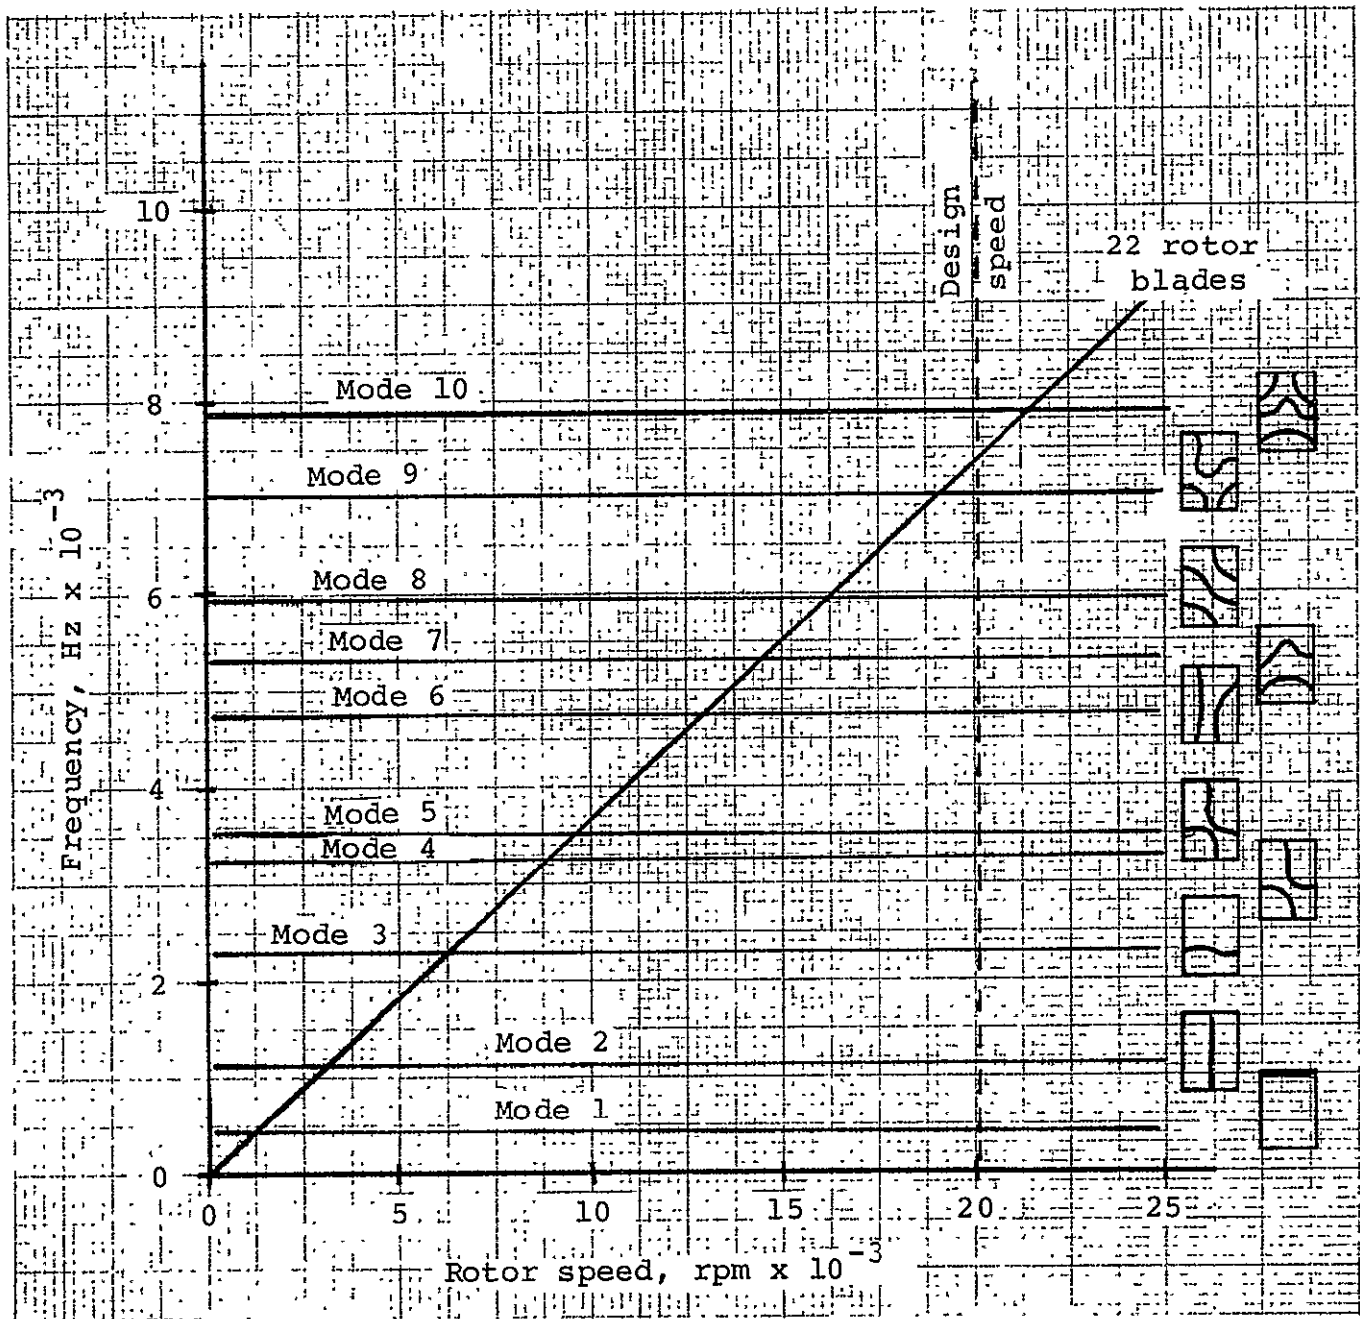 Design
speed
22 rotor
blades
10
8
6
4
2
0
Frequency, Hz x 10⁻³
Mode 10
Mode 9
Mode 8
Mode 7
Mode 6
Mode 5
Mode 4
Mode 3
Mode 2
Mode 1
0 5 10 15 20 25
Rotor speed, rpm x 10⁻³